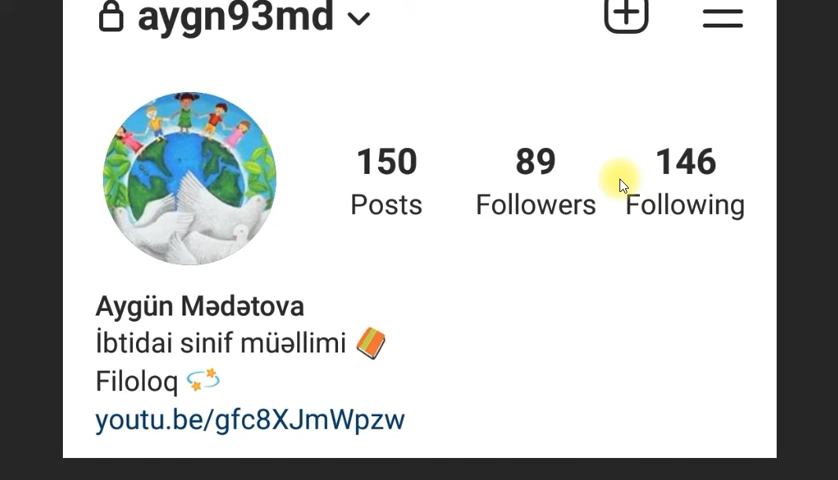 aygn93md
150 89 146
Posts Followers Following
Aygün Mədətova
İbtidai sinif müəllimi
Filoloq
youtu.be/gfc8XJmWpzw